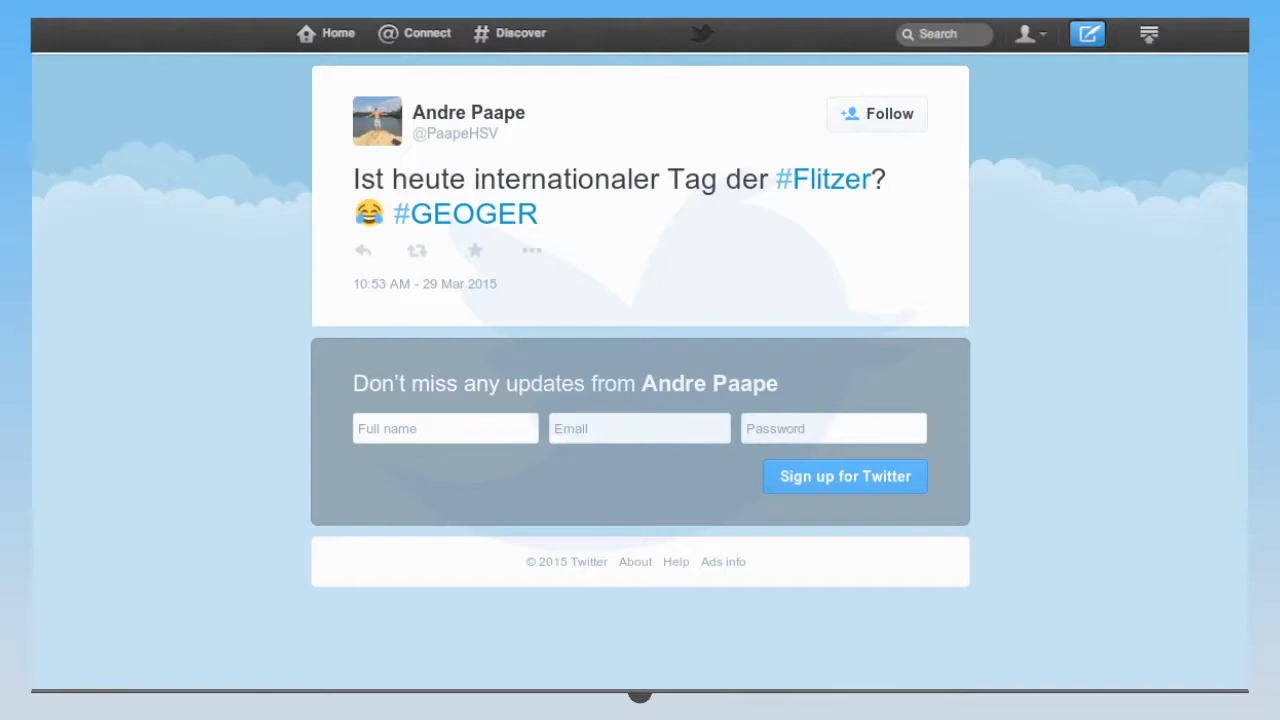 Home Connect Discover Search
Andre Paape
@PaapeHSV
Follow
Ist heute internationaler Tag der #Flitzer?
😂 #GEOGER
10:53 AM - 29 Mar 2015
Don't miss any updates from Andre Paape
Full name Email Password
Sign up for Twitter
© 2015 Twitter About Help Ads info